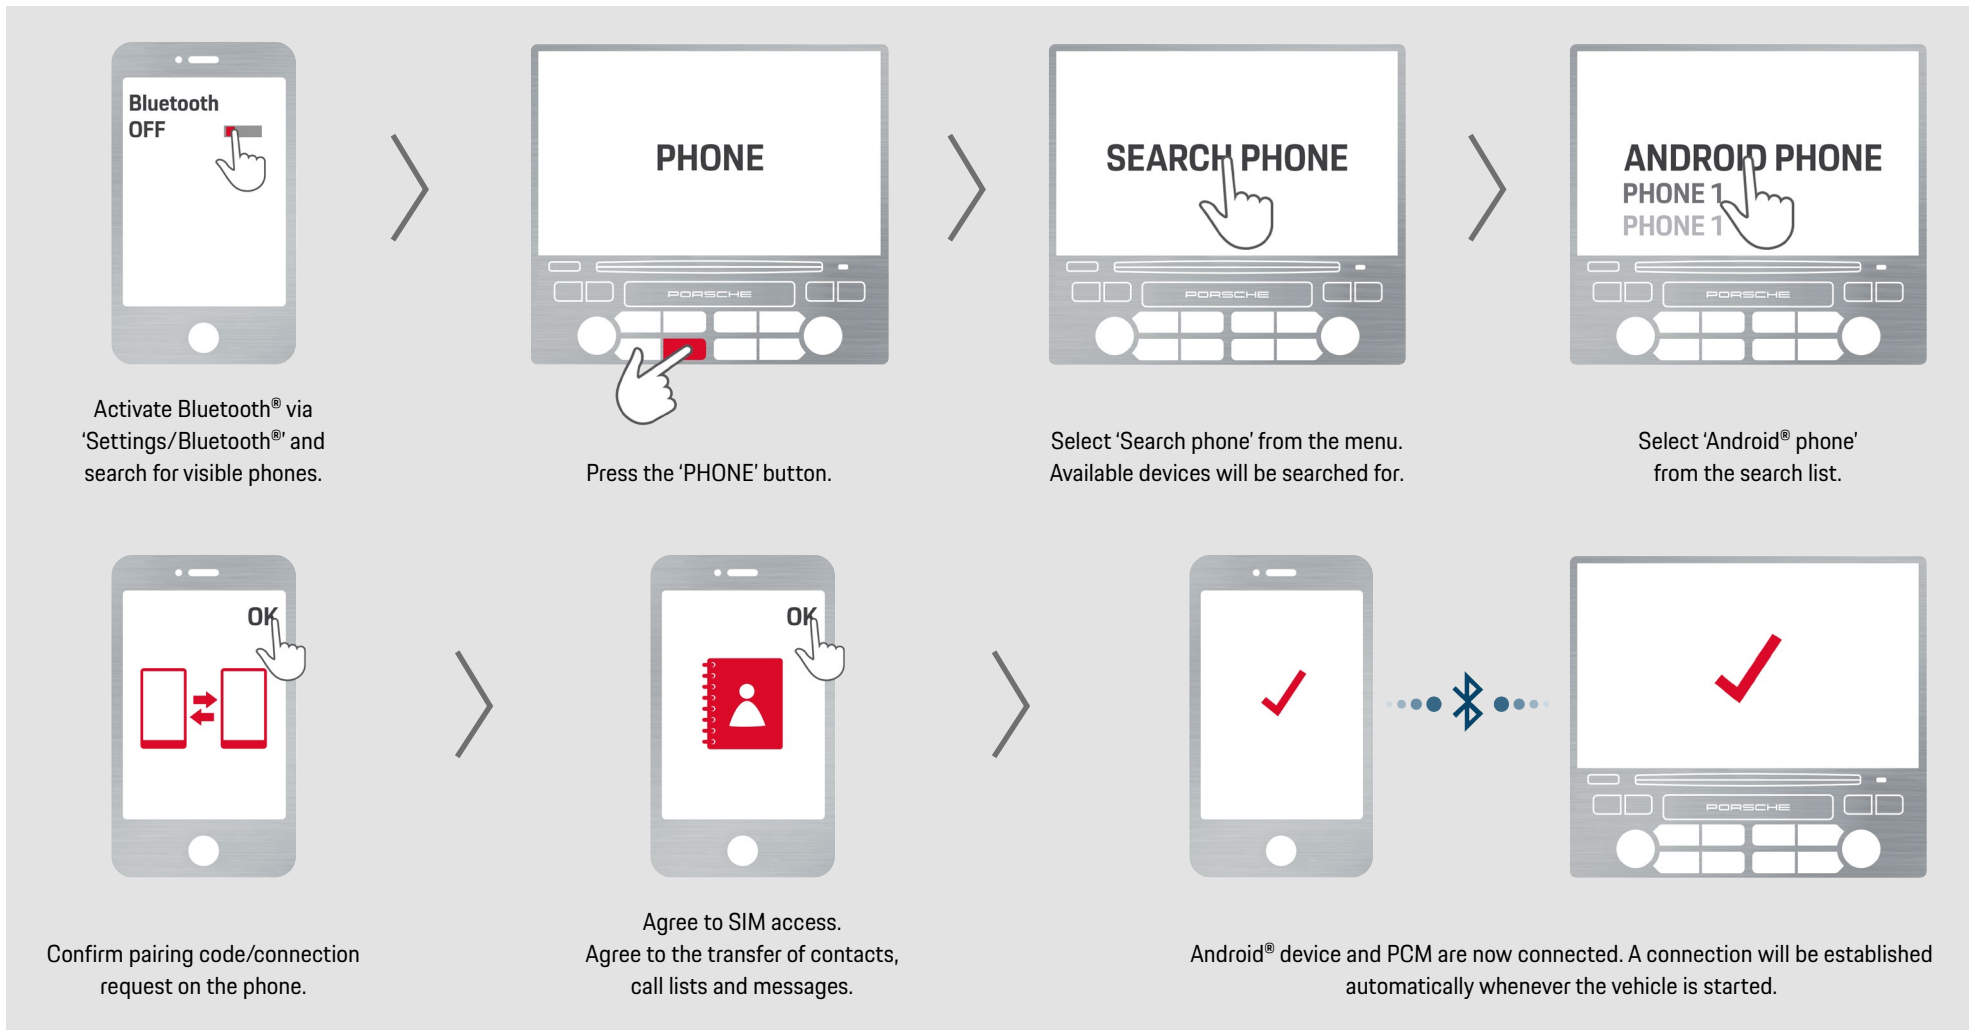 Bluetooth
OFF
PHONE
PORSCHE
SEARCH PHONE
PORSCHE
ANDROID PHONE
PHONE 1
PHONE 1
PORSCHE
Activate Bluetooth® via
‘Settings/Bluetooth®’ and
search for visible phones.
Press the ‘PHONE’ button.
Select ‘Search phone’ from the menu.
Available devices will be searched for.
Select ‘Android® phone’
from the search list.
OK
OK
PORSCHE
Confirm pairing code/connection
request on the phone.
Agree to SIM access.
Agree to the transfer of contacts,
call lists and messages.
Android® device and PCM are now connected. A connection will be established
automatically whenever the vehicle is started.